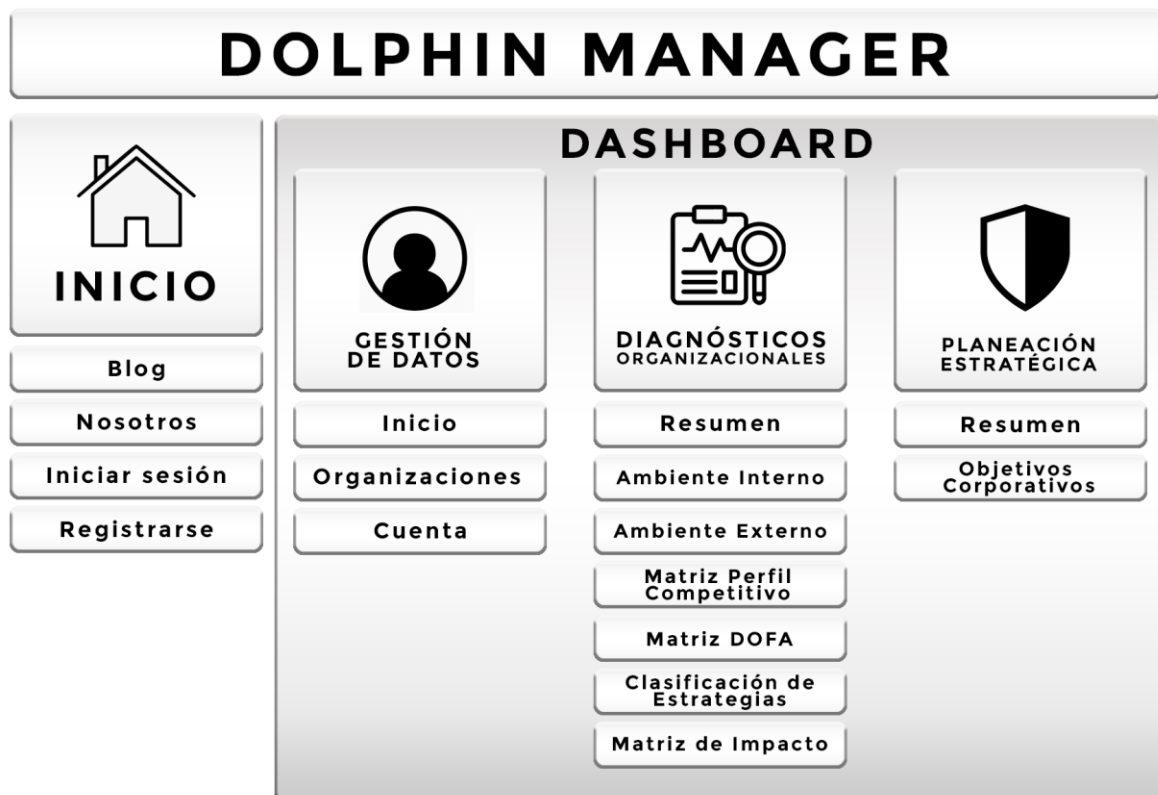 DOLPHIN MANAGER
INICIO
Blog
Nosotros
Iniciar sesión
Registrarse
DASHBOARD
GESTIÓN
DE DATOS
Inicio
Organizaciones
Cuenta
DIAGNÓSTICOS
ORGANIZACIONALES
Resumen
Ambiente Interno
Ambiente Externo
Matriz Perfil
Competitivo
Matriz DOFA
Clasificación de
Estrategias
Matriz de Impacto
PLANEACIÓN
ESTRATÉGICA
Resumen
Objetivos
Corporativos